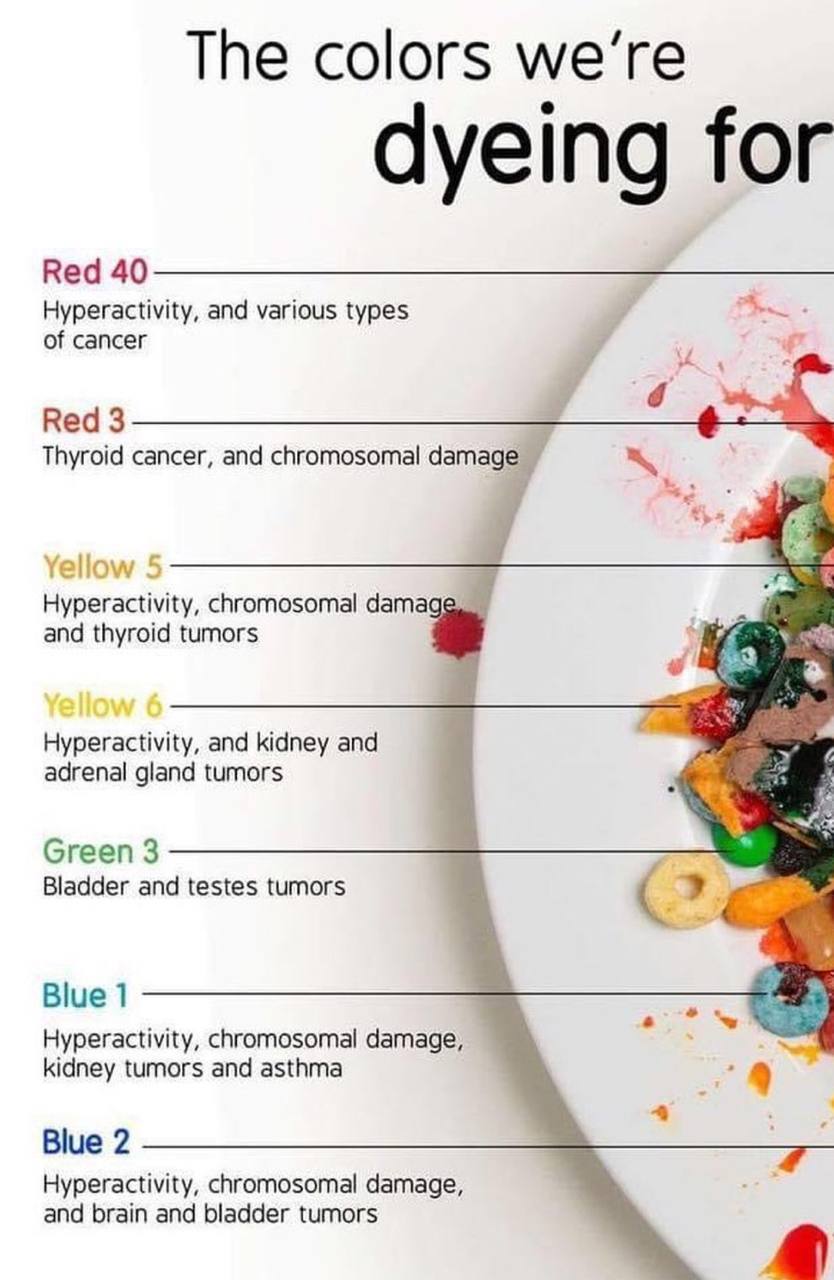 The colors we're
dyeing for
Red 40
Hyperactivity, and various types
of cancer
Red 3
Thyroid cancer, and chromosomal damage
Yellow 5
Hyperactivity, chromosomal damage,
and thyroid tumors
Yellow 6
Hyperactivity, and kidney and
adrenal gland tumors
Green 3
Bladder and testes tumors
Blue 1
Hyperactivity, chromosomal damage,
kidney tumors and asthma
Blue 2
Hyperactivity, chromosomal damage,
and brain and bladder tumors